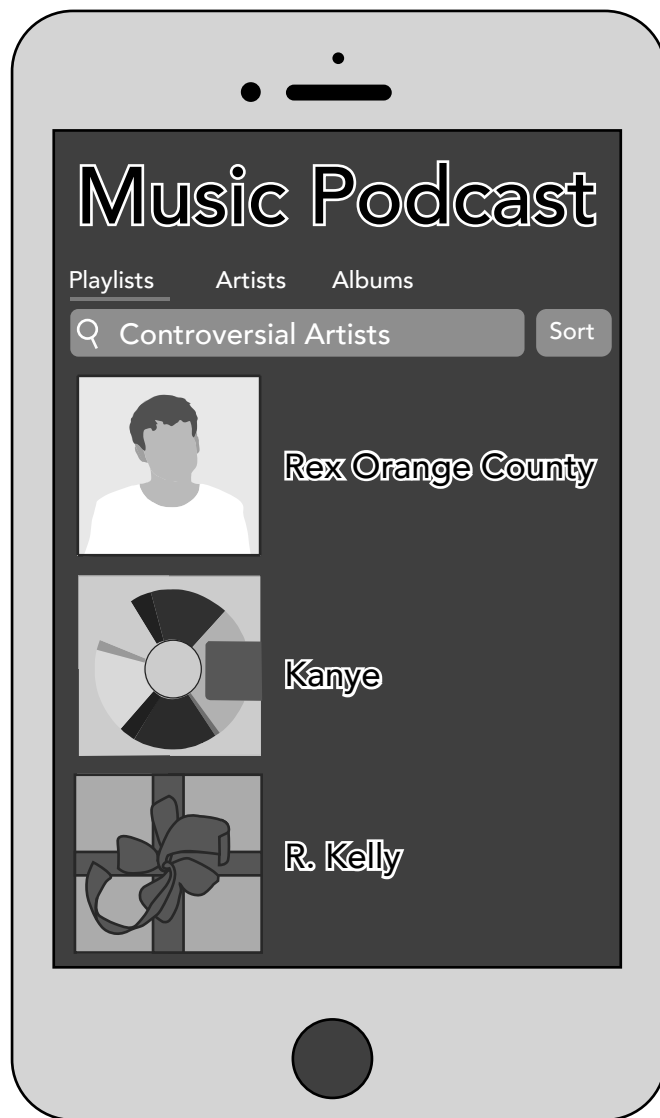 Music Podcast
Playlists Artists Albums
Controversial Artists Sort
Rex Orange County
Kanye
R. Kelly